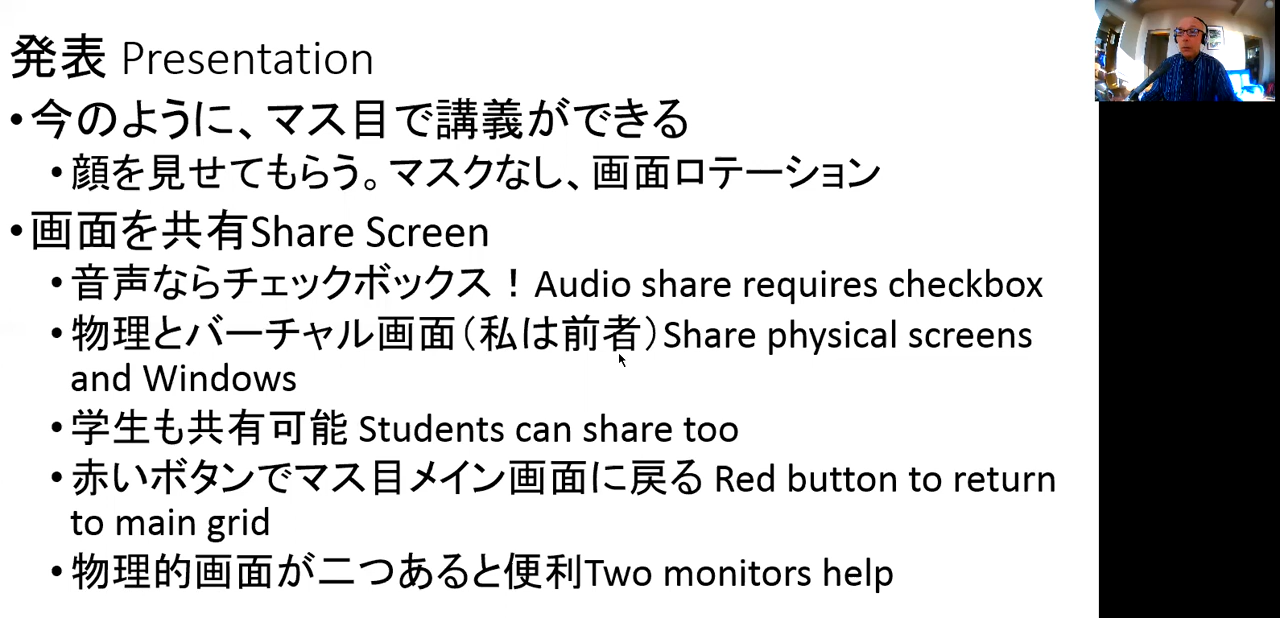 発表 Presentation
•今のように、マス目で講義ができる
•顔を見せてもらう。マスクなし、画面ロテーション
•画面を共有Share Screen
•音声ならチェックボックス！Audio share requires checkbox
•物理とバーチャル画面（私は前者）Share physical screens
and Windows
•学生も共有可能 Students can share too
•赤いボタンでマス目メイン画面に戻る Red button to return
to main grid
•物理的画面が二つあると便利Two monitors help